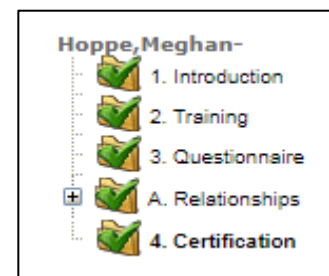 Hoppe,Meghan-
1. Introduction
2. Training
3. Questionnaire
A. Relationships
4. Certification